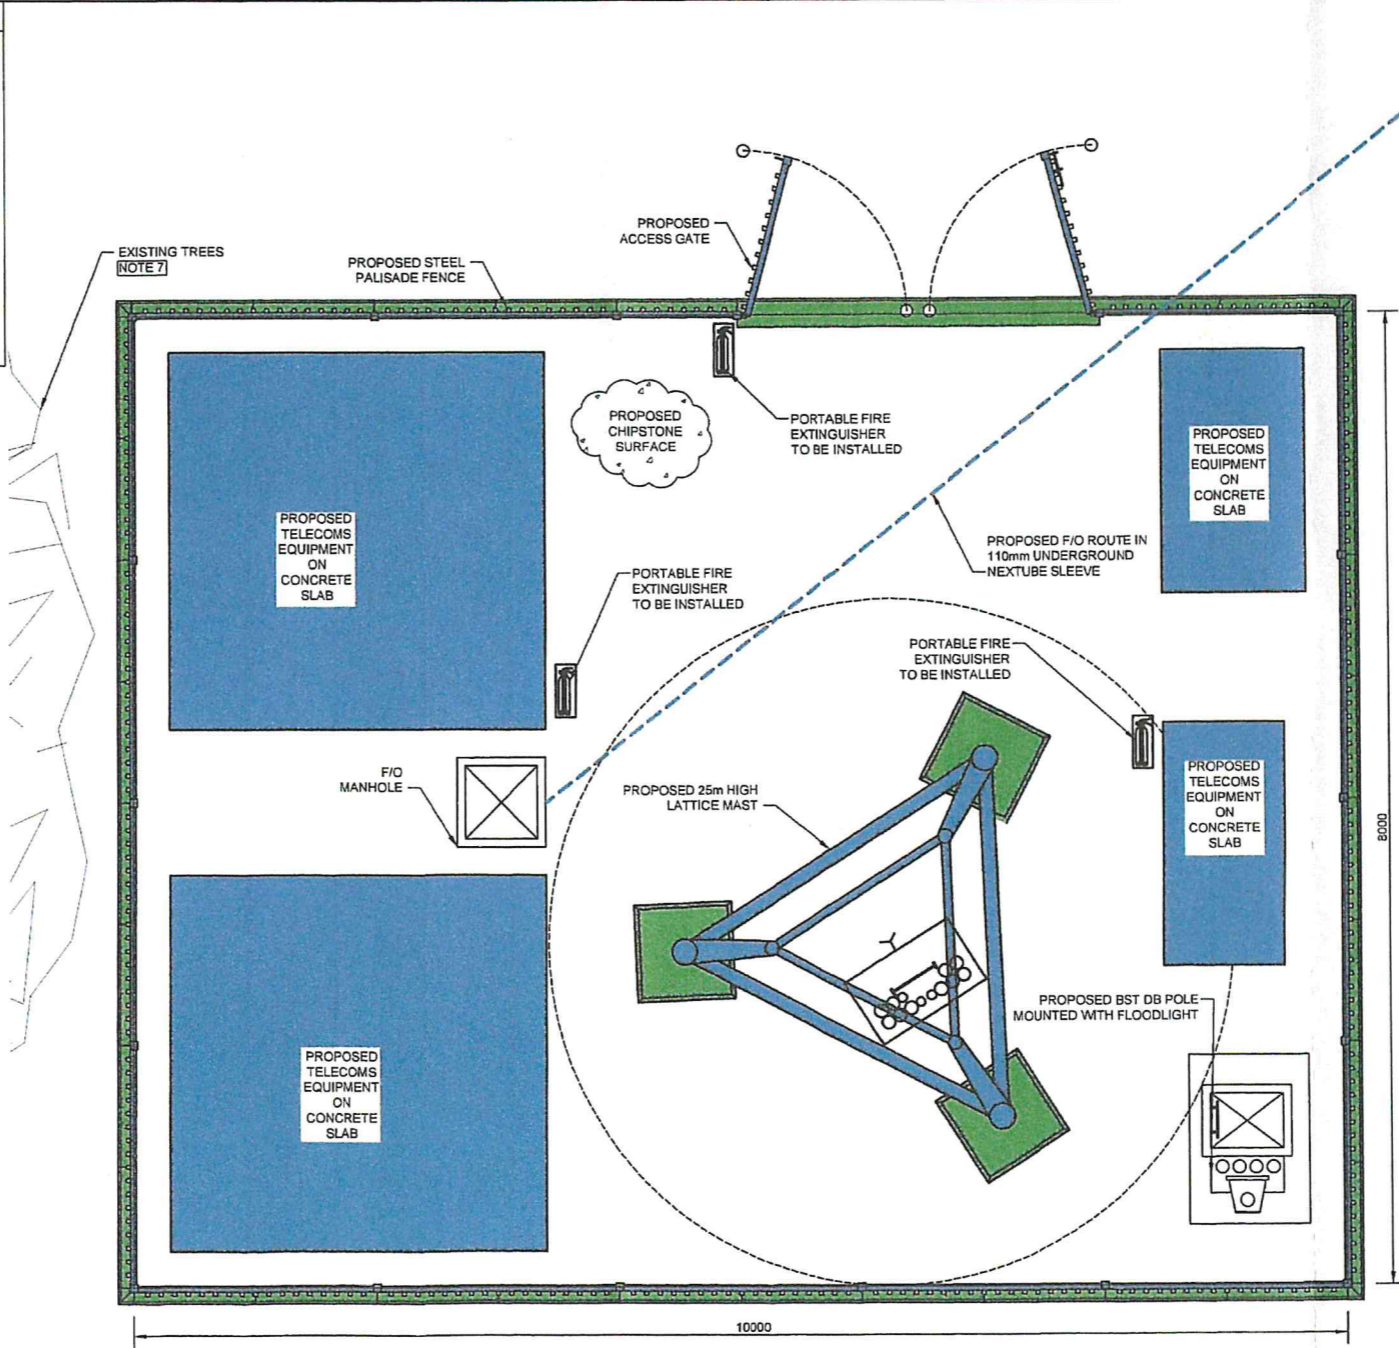 PROPOSED
ACCESS GATE
EXISTING TREES
NOTE 7
PROPOSED STEEL
PALISADE FENCE
PROPOSED
CHIPSTONE
SURFACE
PORTABLE FIRE
EXTINGUISHER
TO BE INSTALLED
PROPOSED
TELECOMS
EQUIPMENT
ON
CONCRETE
SLAB
PROPOSED
TELECOMS
EQUIPMENT
ON
CONCRETE
SLAB
PROPOSED F/O ROUTE IN
110mm UNDERGROUND
NEXTUBE SLEEVE
PORTABLE FIRE
EXTINGUISHER
TO BE INSTALLED
PORTABLE FIRE
EXTINGUISHER
TO BE INSTALLED
F/O
MANHOLE
PROPOSED 25m HIGH
LATTICE MAST
PROPOSED
TELECOMS
EQUIPMENT
ON
CONCRETE
SLAB
8000
PROPOSED BST DB POLE
MOUNTED WITH FLOODLIGHT
PROPOSED
TELECOMS
EQUIPMENT
ON
CONCRETE
SLAB
10000